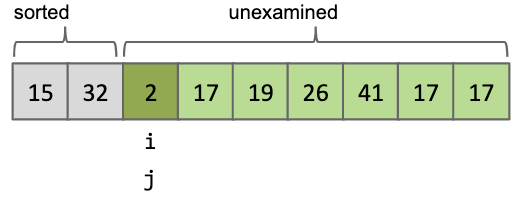 sorted unexamined
15 32 2 17 19 26 41 17 17
i
j